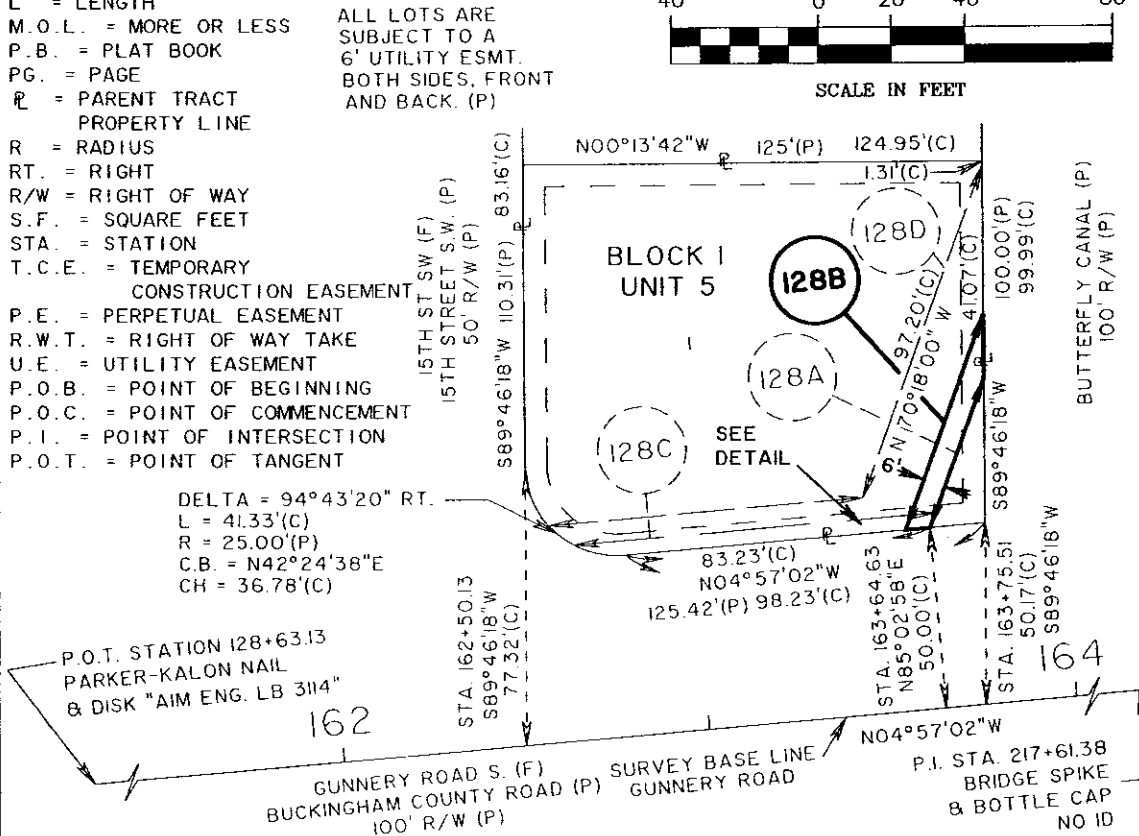 L = LENGTH
M.O.L. = MORE OR LESS
P.B. = PLAT BOOK
PG. = PAGE
℄ = PARENT TRACT
PROPERTY LINE
R = RADIUS
RT. = RIGHT
R/W = RIGHT OF WAY
S.F. = SQUARE FEET
STA. = STATION
T.C.E. = TEMPORARY
CONSTRUCTION EASEMENT
P.E. = PERPETUAL EASEMENT
R.W.T. = RIGHT OF WAY TAKE
U.E. = UTILITY EASEMENT
P.O.B. = POINT OF BEGINNING
P.O.C. = POINT OF COMMENCEMENT
P.I. = POINT OF INTERSECTION
P.O.T. = POINT OF TANGENT
ALL LOTS ARE
SUBJECT TO A
6' UTILITY ESMT.
BOTH SIDES, FRONT
AND BACK. (P)
40 0 20 40 80
SCALE IN FEET
N00°13'42"W 125'(P) 124.95'(C)
℄
1.31'(C)
128D
BLOCK 1
UNIT 5
128B
128A
128C
SEE
DETAIL
6'
97.20'(C)
N 170°18'00" W
41.07'(C)
℄
S89°46'18"W
100.00'(P)
99.99'(C)
BUTTERFLY CANAL (P)
100' R/W (P)
15TH ST SW (F)
15TH STREET S.W. (P)
50' R/W (P)
S89°46'18"W 110.31'(P) 83.16'(C)
℄
DELTA = 94°43'20" RT.
L = 41.33'(C)
R = 25.00'(P)
C.B. = N42°24'38"E
CH = 36.78'(C)
83.23'(C)
℄
N04°57'02"W
125.42'(P) 98.23'(C)
STA. 162+50.13
S89°46'18"W
77.32'(C)
STA. 163+64.63
N85°02'58"E
50.00'(C)
STA. 163+75.51
50.17'(C)
S89°46'18"W
P.O.T. STATION 128+63.13
PARKER-KALON NAIL
& DISK "AIM ENG. LB 3114"
162
164
N04°57'02"W
GUNNERY ROAD S. (F)
BUCKINGHAM COUNTY ROAD (P)
100' R/W (P)
SURVEY BASE LINE
GUNNERY ROAD
P.I. STA. 217+61.38
BRIDGE SPIKE
& BOTTLE CAP
NO ID